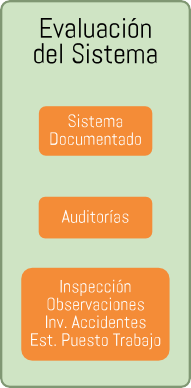 Evaluación
del Sistema
Sistema
Documentado
Auditorías
Inspección
Observaciones
Inv. Accidentes
Est. Puesto Trabajo